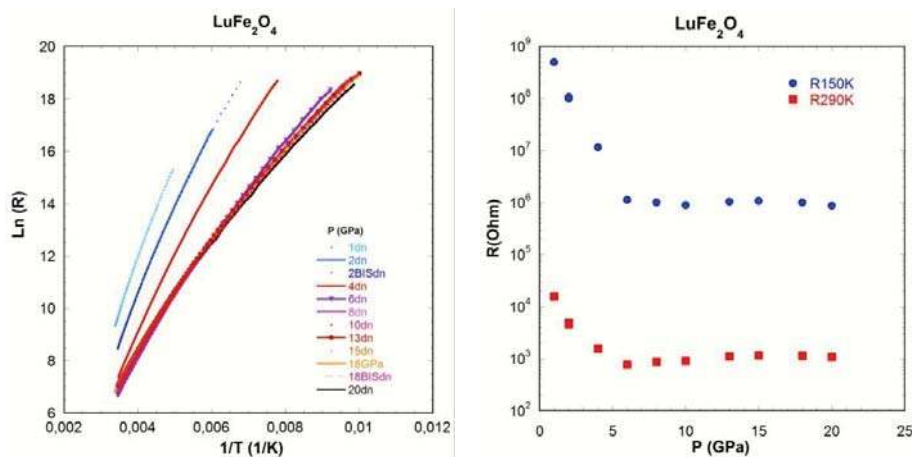 LuFe₂O₄
20
18
16
14
12
10
8
6
Ln (R)
P (GPa)
1dn
2dn
2BISdn
4dn
6dn
8dn
10dn
13dn
15dn
18GPa
18BISdn
20dn
0,002 0,004 0,006 0,008 0,01 0,012
1/T (1/K)
LuFe₂O₄
10⁹
10⁸
10⁷
10⁶
10⁵
10⁴
10³
10²
R(Ohm)
R150K
R290K
0 5 10 15 20 25
P (GPa)